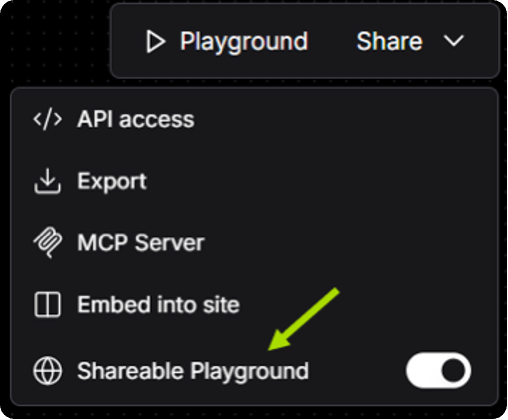 Playground Share
API access
Export
MCP Server
Embed into site
Shareable Playground